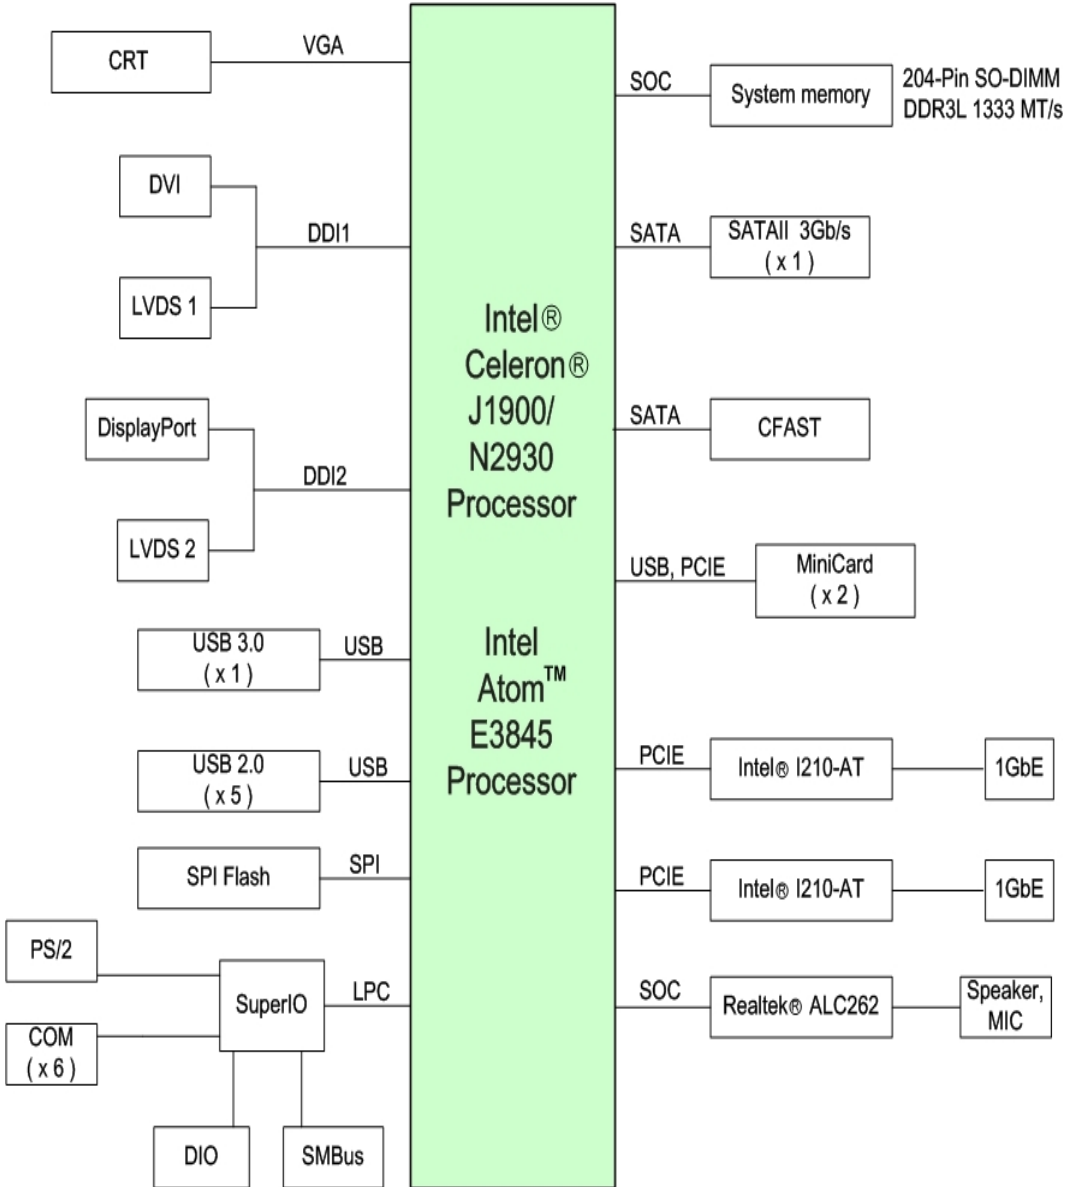 CRT
VGA
DVI
DDI1
LVDS 1
DisplayPort
DDI2
LVDS 2
USB 3.0
( x 1 )
USB
USB 2.0
( x 5 )
USB
SPI Flash
SPI
PS/2
SuperIO
LPC
COM
( x 6 )
DIO
SMBus
Intel®
Celeron®
J1900/
N2930
Processor
Intel
Atom™
E3845
Processor
SOC
System memory
204-Pin SO-DIMM
DDR3L 1333 MT/s
SATA
SATAII 3Gb/s
( x 1 )
SATA
CFAST
USB, PCIE
MiniCard
( x 2 )
PCIE
Intel® I210-AT
1GbE
PCIE
Intel® I210-AT
1GbE
SOC
Realtek® ALC262
Speaker,
MIC